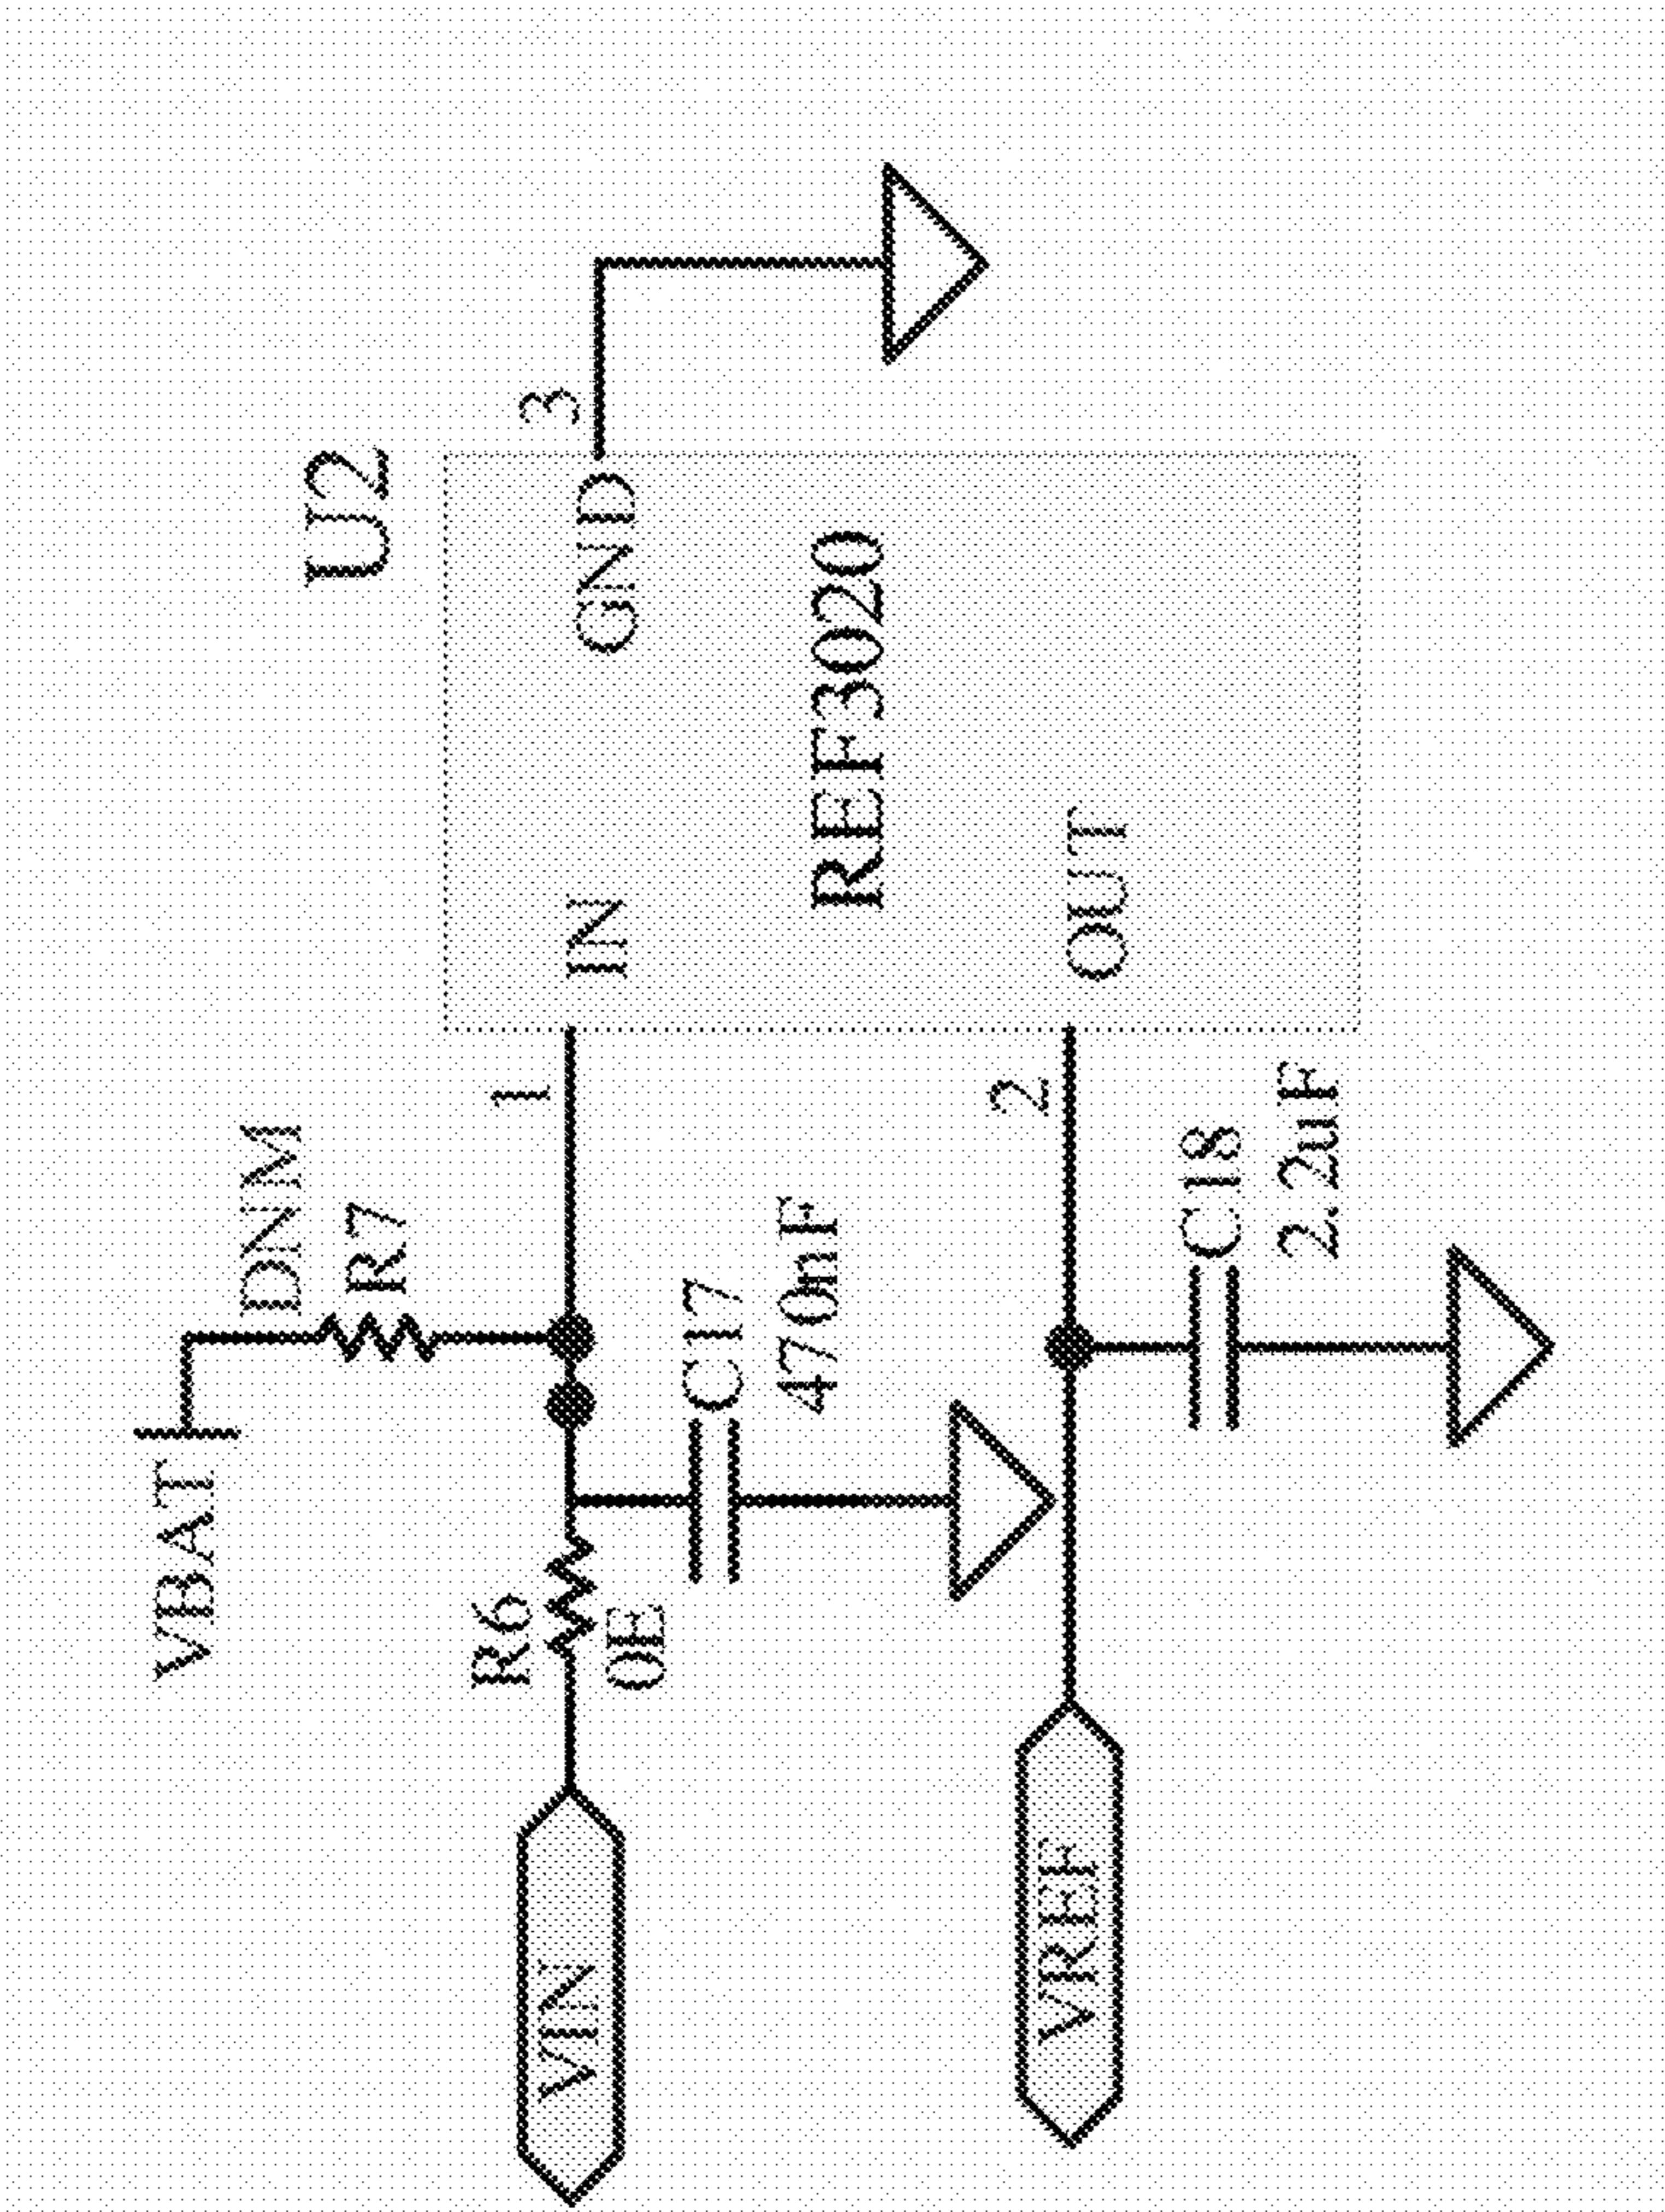 VBAT
DNM
R7
U2
R6
0E
1
IN
3
GND
VIN
C17
470nF
REF3020
2
OUT
VREF
C18
2.2uF